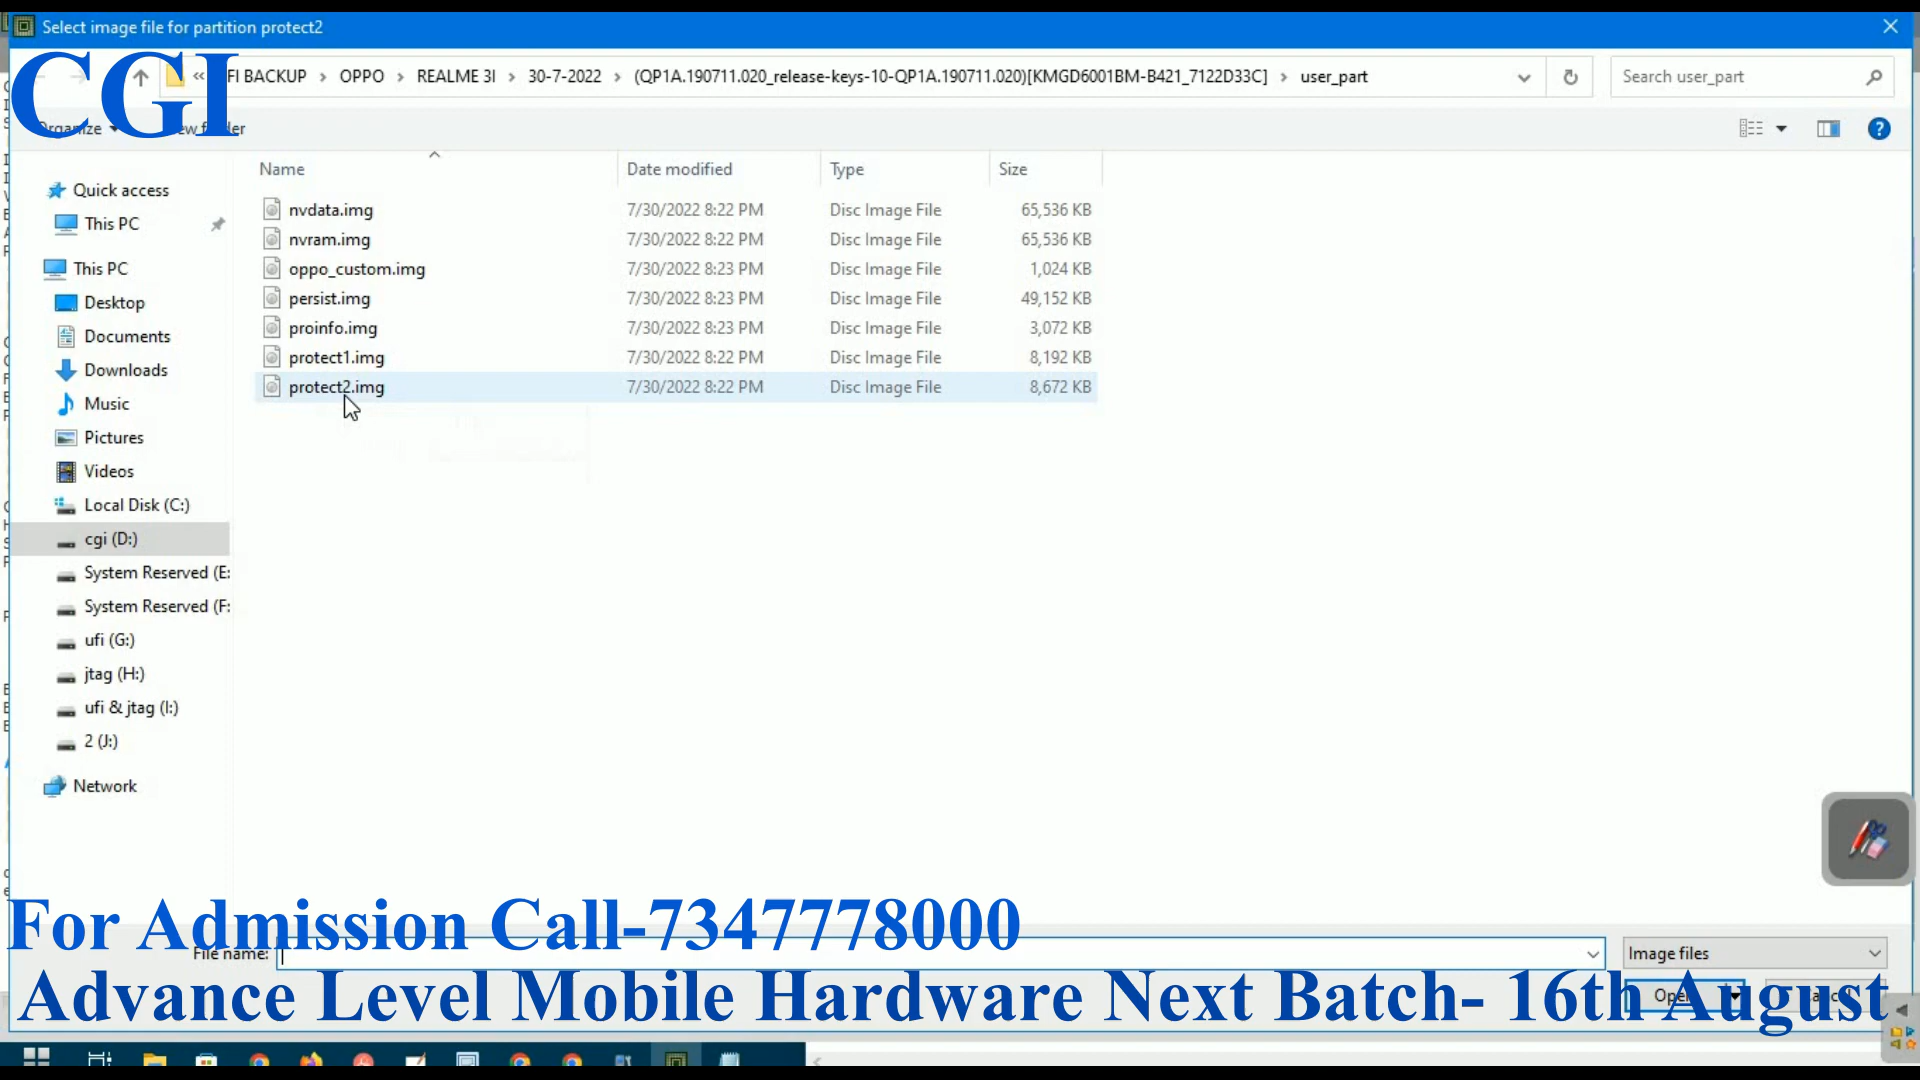 Select image file for partition protect2
CGI
« FI BACKUP › OPPO › REALME 3I › 30-7-2022 › (QP1A.190711.020_release-keys-10-QP1A.190711.020)[KMGD6001BM-B421_7122D33C] › user_part
Search user_part
Organize
Name Date modified Type Size
nvdata.img 7/30/2022 8:22 PM Disc Image File 65,536 KB
nvram.img 7/30/2022 8:22 PM Disc Image File 65,536 KB
oppo_custom.img 7/30/2022 8:23 PM Disc Image File 1,024 KB
persist.img 7/30/2022 8:23 PM Disc Image File 49,152 KB
proinfo.img 7/30/2022 8:23 PM Disc Image File 3,072 KB
protect1.img 7/30/2022 8:22 PM Disc Image File 8,192 KB
protect2.img 7/30/2022 8:22 PM Disc Image File 8,672 KB
Quick access
This PC
This PC
Desktop
Documents
Downloads
Music
Pictures
Videos
Local Disk (C:)
cgi (D:)
System Reserved (E:
System Reserved (F:
ufi (G:)
jtag (H:)
ufi & jtag (I:)
2 (J:)
Network
For Admission Call-7347778000
File name:
Image files
Advance Level Mobile Hardware Next Batch- 16th August